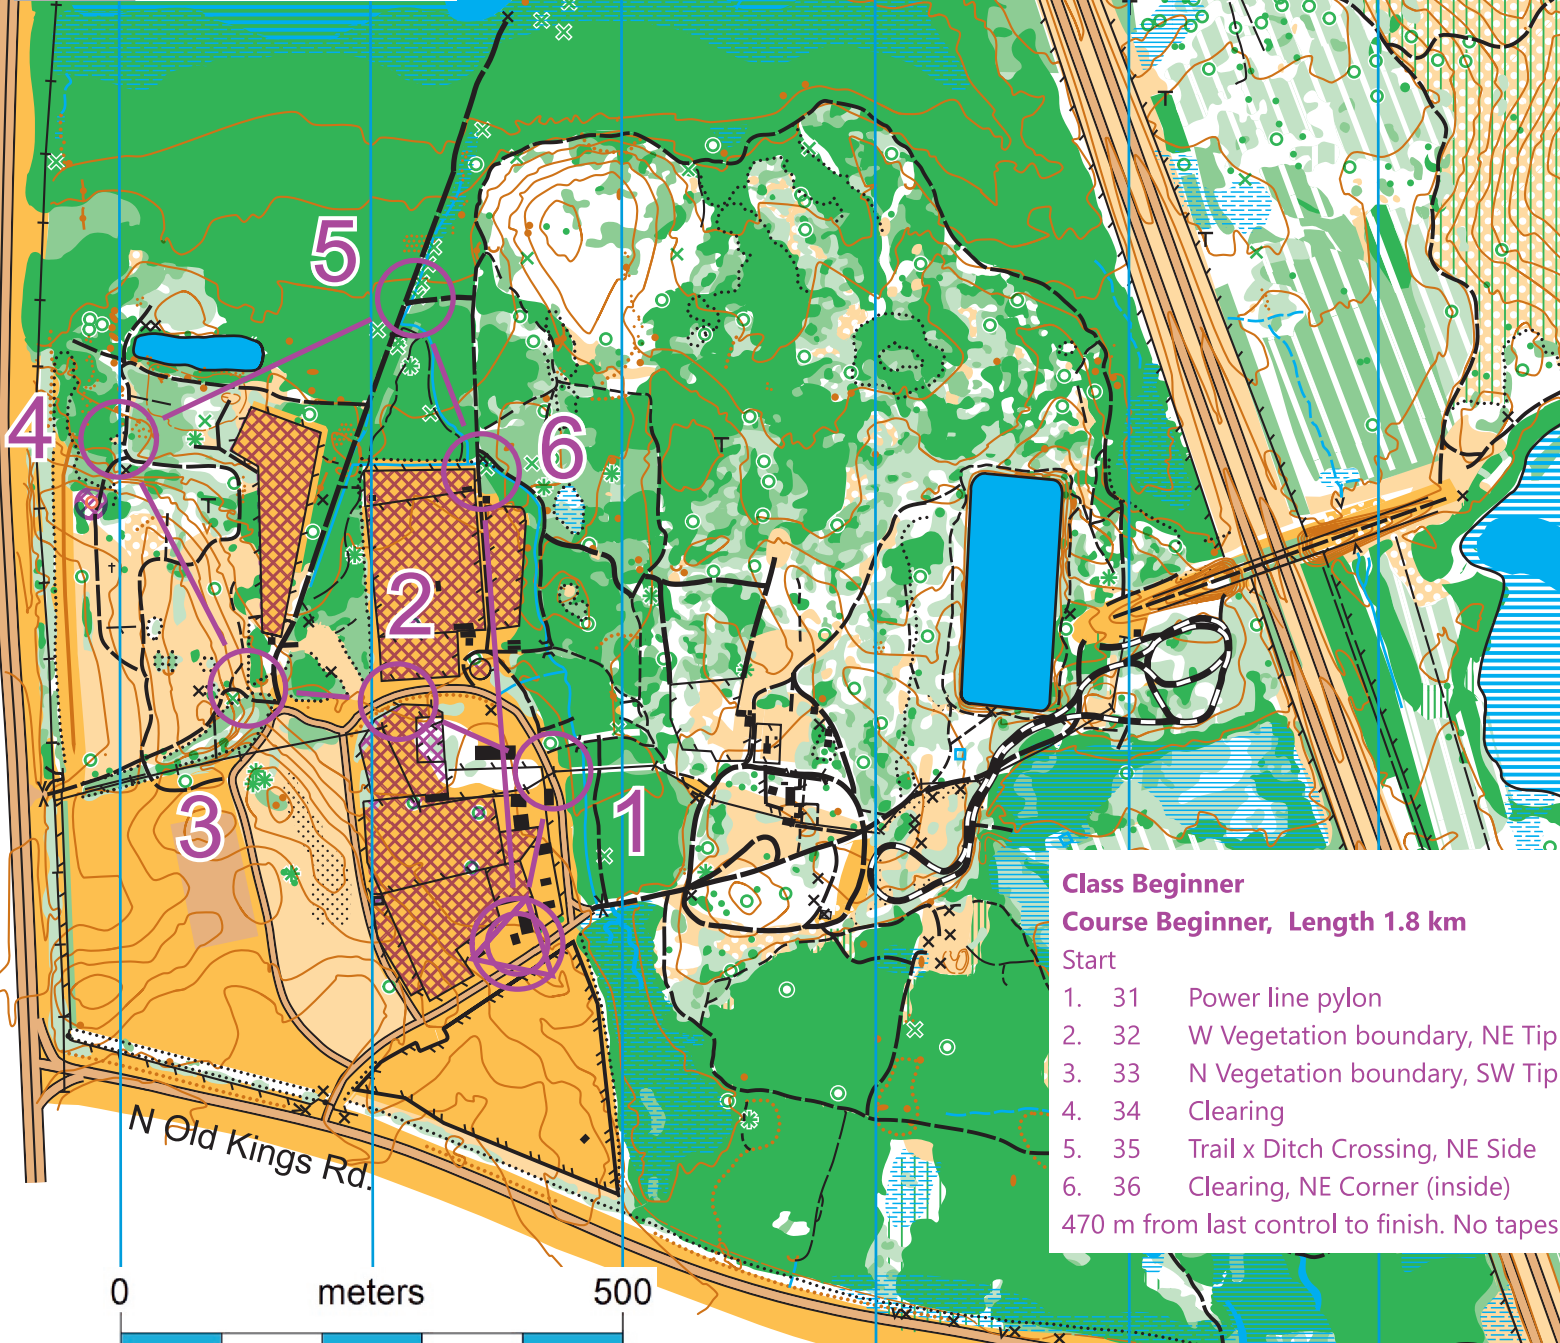 5
4
6
2
1
3
Class Beginner
Course Beginner, Length 1.8 km
Start
1. 31 Power line pylon
2. 32 W Vegetation boundary, NE Tip
3. 33 N Vegetation boundary, SW Tip
4. 34 Clearing
5. 35 Trail x Ditch Crossing, NE Side
6. 36 Clearing, NE Corner (inside)
470 m from last control to finish. No tapes
N Old Kings Rd.
0 meters 500